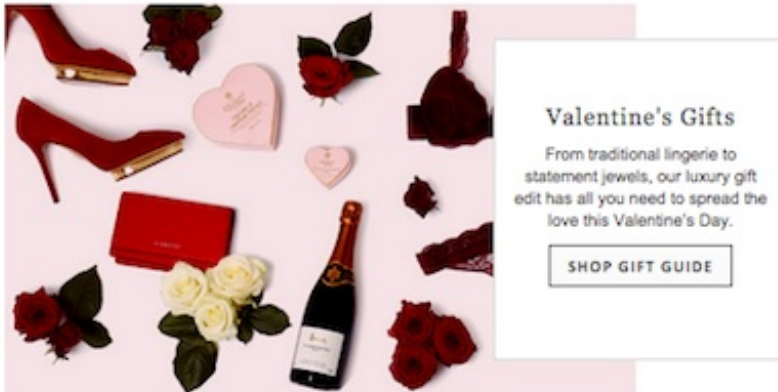 Valentine's Gifts
From traditional lingerie to
statement jewels, our luxury gift
edit has all you need to spread the
love this Valentine's Day.
SHOP GIFT GUIDE